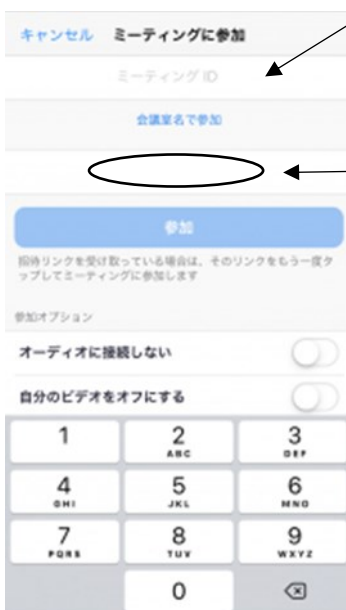 キャンセル ミーティングに参加
ミーティング ID
会議室名で参加
参加
招待リンクを受け取っている場合は、そのリンクをもう一度タ
ップしてミーティングに参加します
参加オプション
オーディオに接続しない
自分のビデオをオフにする
1 2 3
ABC DEF
4 5 6
GHI JKL MNO
7 8 9
PQRS TUV WXYZ
0